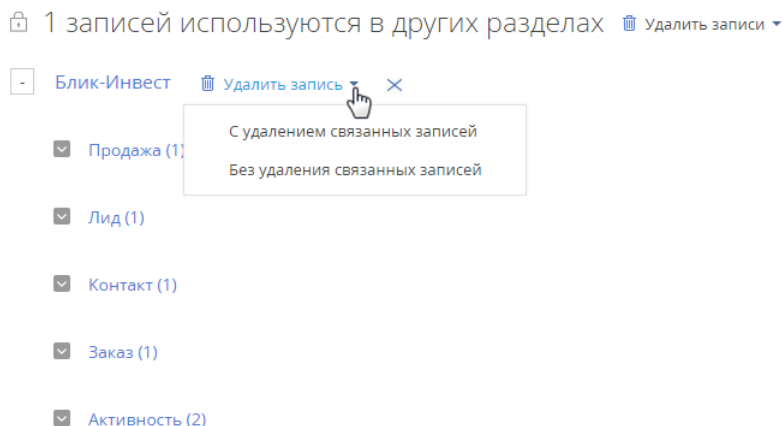 1 записей используются в других разделах Удалить записи
- Блик-Инвест Удалить запись
С удалением связанных записей
Продажа (1)
Без удаления связанных записей
Лид (1)
Контакт (1)
Заказ (1)
Активность (2)